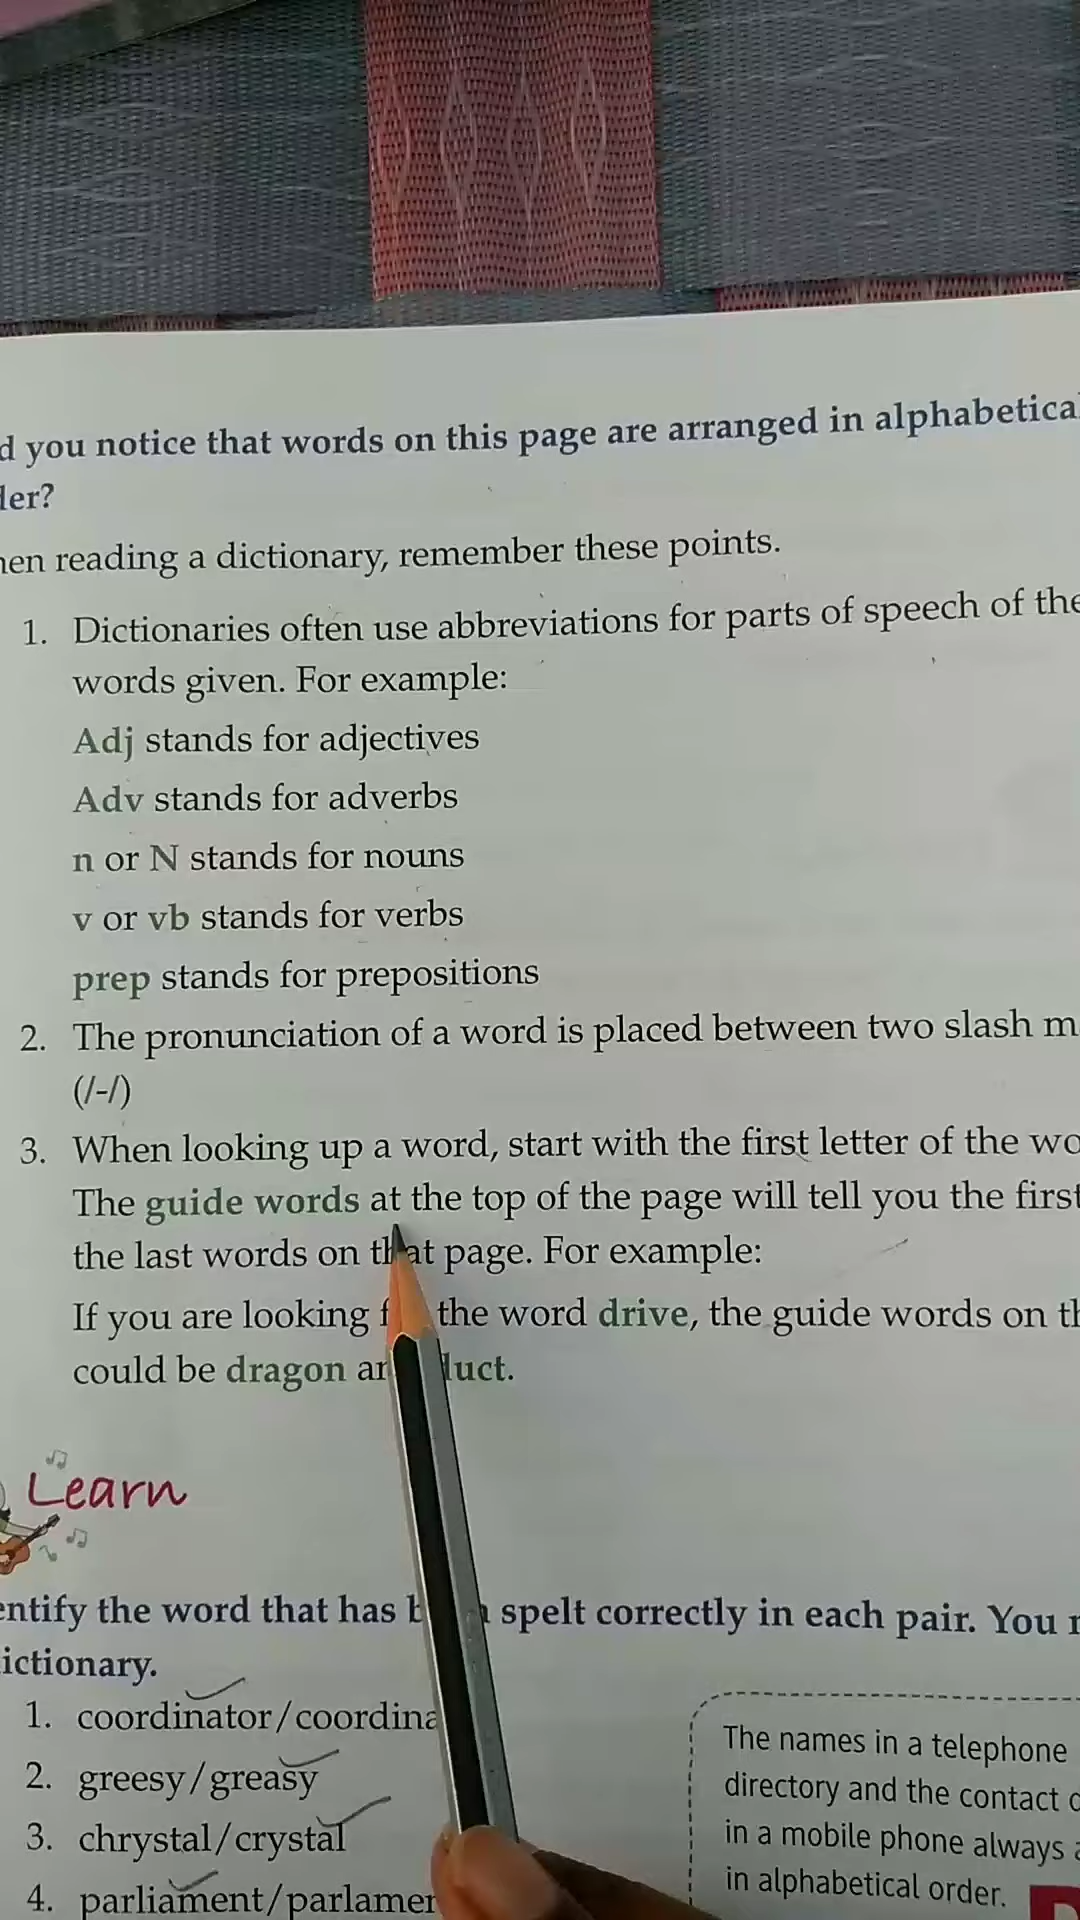 d you notice that words on this page are arranged in alphabetical
der?
en reading a dictionary, remember these points.
1. Dictionaries often use abbreviations for parts of speech of the
words given. For example:
Adj stands for adjectives
Adv stands for adverbs
n or N stands for nouns
v or vb stands for verbs
prep stands for prepositions
2. The pronunciation of a word is placed between two slash m
(/-/)
3. When looking up a word, start with the first letter of the wo
The guide words at the top of the page will tell you the first
the last words on that page. For example:
If you are looking the word drive, the guide words on th
could be dragon duct.
Learn
entify the word that has spelt correctly in each pair. You
ictionary.
1. coordinator/coordina
2. greesy/greasy
3. chrystal/crystal
4. parliament/parlamen
The names in a telephone
directory and the contact
in a mobile phone always
in alphabetical order.